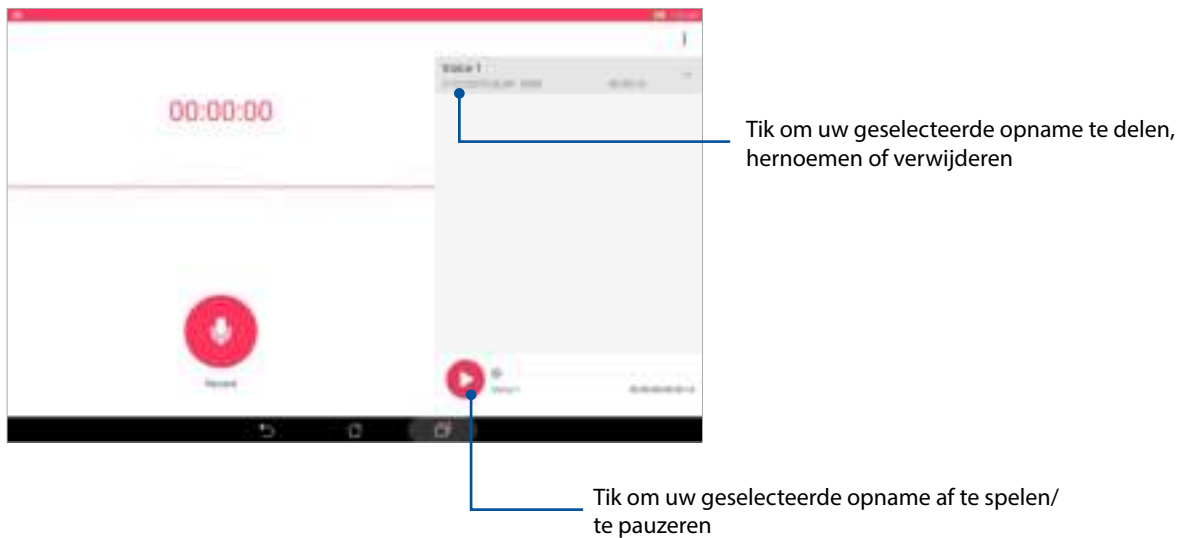 Voice 1
00:00:00
Tik om uw geselecteerde opname te delen,
hernoemen of verwijderen
Record
Tik om uw geselecteerde opname af te spelen/
te pauzeren